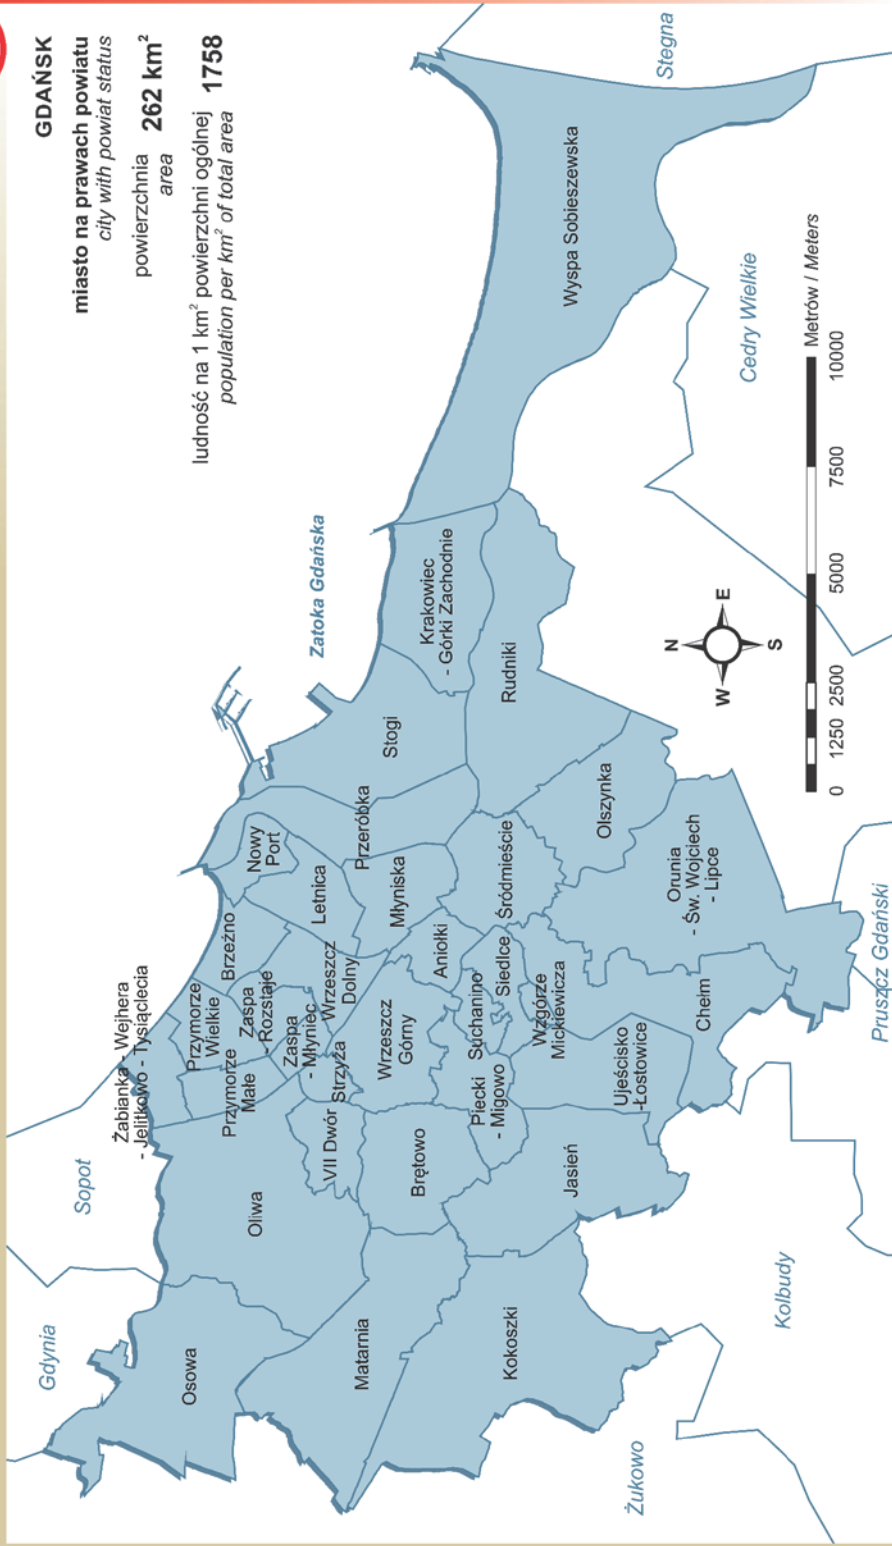 GDAŃSK
miasto na prawach powiatu
city with powiat status
powierzchnia 262 km²
area
ludność na 1 km² powierzchni ogólnej 1758
population per km² of total area
Gdynia
Sopot
Zatoka Gdańska
Stegna
Cedry Wielkie
Pruszcz Gdański
Kolbudy
Żukowo
Osowa
Oliwa
Matarnia
Kokoszki
Żabianka - Wejhera
- Jelitkowo - Tysiąclecia
Przymorze
Wielkie
Przymorze
Małe
Brzeźno
Zaspa
- Rozstaje
Zaspa
- Młyniec
Nowy
Port
Letnica
Wrzeszcz
Dolny
Strzyża
VII Dwór
Wrzeszcz
Górny
Brętowo
Przeróbka
Młyniska
Aniołki
Stogi
Krakowiec
- Górki Zachodnie
Rudniki
Wyspa Sobieszewska
Śródmieście
Siedlce
Suchanino
Piecki
- Migowo
Wzgórze
Mickiewicza
Jasień
Ujeścisko
-Łostowice
Chełm
Orunia
- Św. Wojciech
- Lipce
Olszynka
N
W
E
S
0
1250
2500
5000
7500
10000
Metrów / Meters